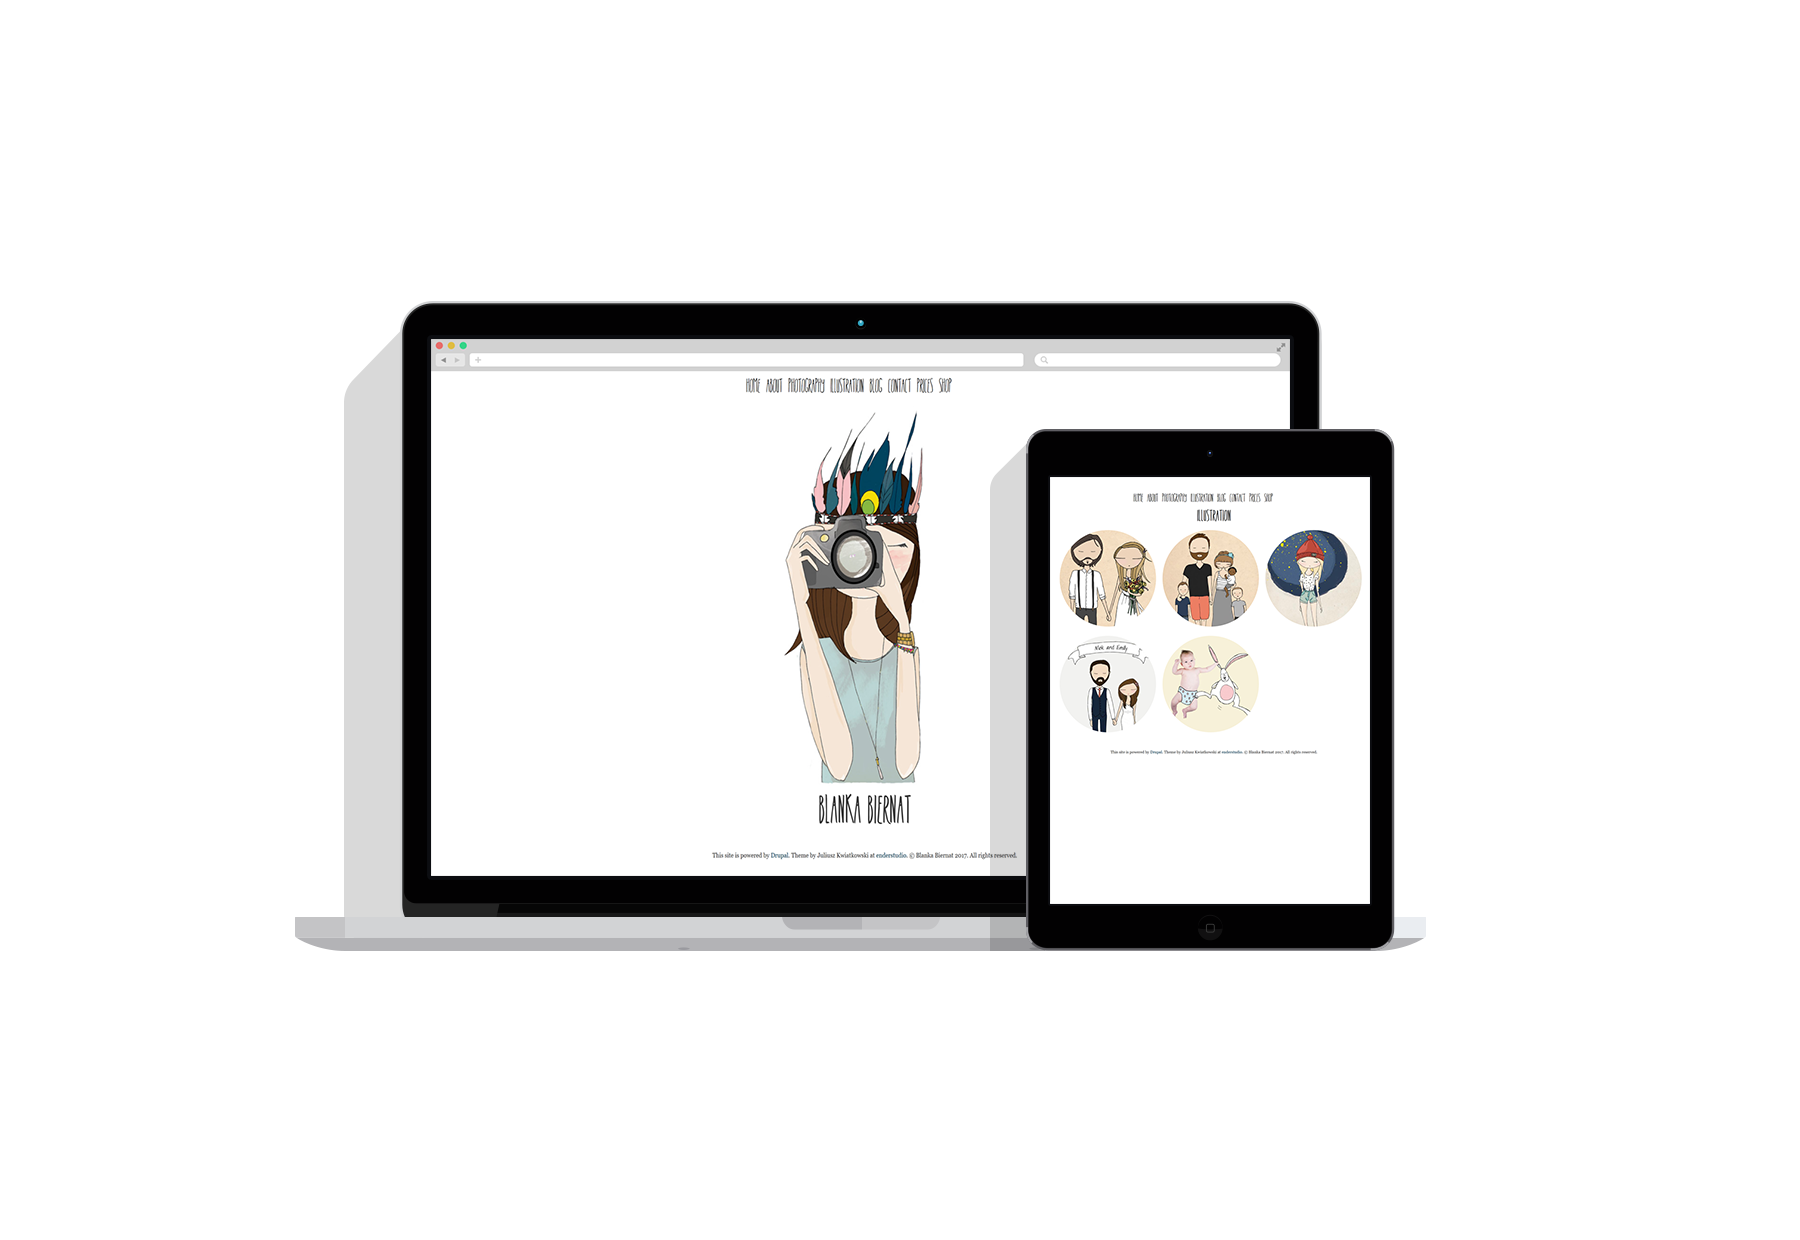 HOME ABOUT PHOTOGRAPHY ILLUSTRATION BLOG CONTACT PRICES SHOP
BLANKA BIERNAT
This site is powered by Drupal. Theme by Juliusz Kwiatkowski at enderstudio. © Blanka Biernat 2017. All rights reserved.
HOME ABOUT PHOTOGRAPHY ILLUSTRATION BLOG CONTACT PRICES SHOP
ILLUSTRATION
Nick and Emily
This site is powered by Drupal. Theme by Juliusz Kwiatkowski at enderstudio. © Blanka Biernat 2017. All rights reserved.